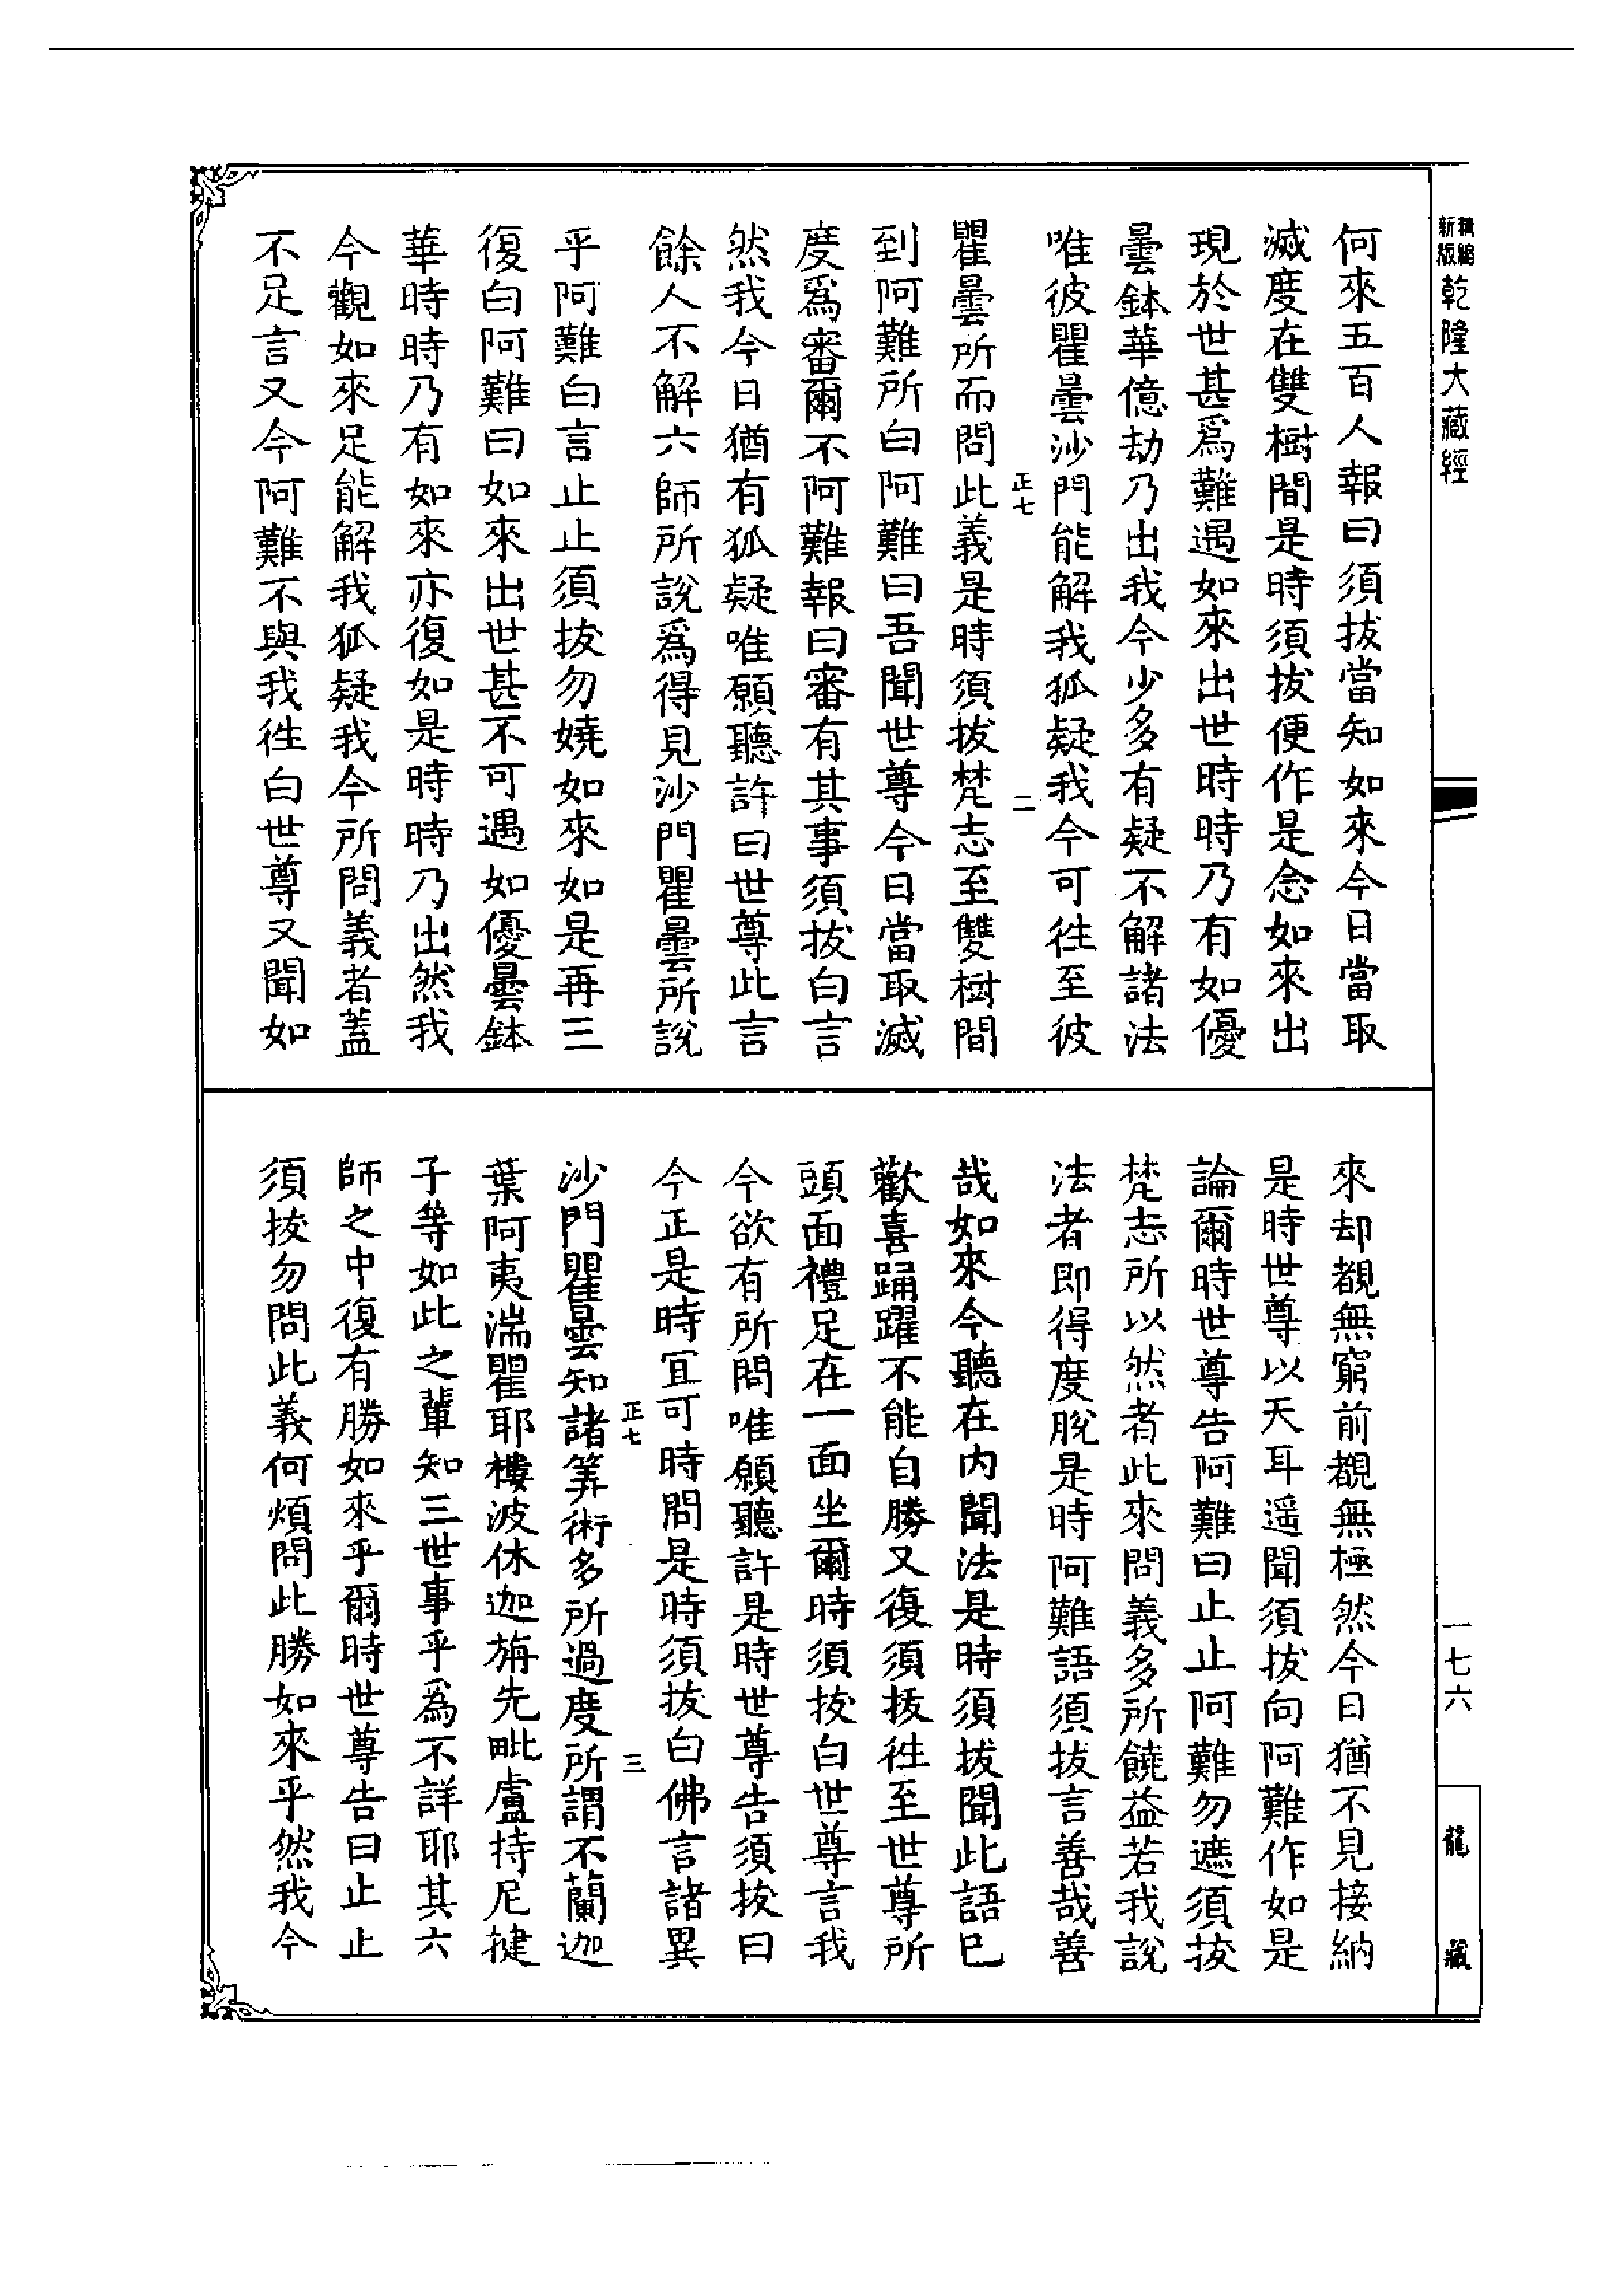 新編
新版
乾隆大藏經
何來五百人報曰須拔當知如來今日當取
滅度在雙樹間是時須拔便作是念如來出
現於世甚爲難遇如來出世時時乃有如優
曇鉢華億劫乃出我今少多有疑不解諸法
唯彼瞿曇沙門能解我狐疑我今可往至彼
正七
二
瞿曇所而問此義是時須拔梵志至雙樹間
到阿難所白阿難曰吾聞世尊今日當取滅
度爲審爾不阿難報曰審有其事須拔白言
然我今日猶有狐疑唯願聽許曰世尊此言
餘人不解六師所說爲得見沙門瞿曇所說
乎阿難白言止止須拔勿嬈如來如是再三
復白阿難曰如來出世甚不可遇如優曇鉢
華時時乃有如來亦復如是時時乃出然我
今觀如來足能解我狐疑我今所問義者蓋
不足言又今阿難不與我往白世尊又聞如
來却覩無窮前覩無極然今日猶不見接納
是時世尊以天耳遥聞須拔向阿難作如是
論爾時世尊告阿難曰止止阿難勿遮須拔
梵志所以然者此來問義多所饒益若我說
法者即得度脫是時阿難語須拔言善哉善
哉如來今聽在内聞法是時須拔聞此語已
歡喜踊躍不能自勝又復須拔往至世尊所
頭面禮足在一面坐爾時須拔白世尊言我
今欲有所問唯願聽許是時世尊告須拔曰
今正是時宜可時問是時須拔白佛言諸異
正七
三
沙門瞿曇知諸筭術多所過度所謂不蘭迦
葉阿夷湍瞿耶樓波休迦旃先毗盧持尼揵
子等如此之輩知三世事乎爲不詳耶其六
師之中復有勝如來乎爾時世尊告曰止止
須拔勿問此義何煩問此勝如來乎然我今
一七六
龍藏